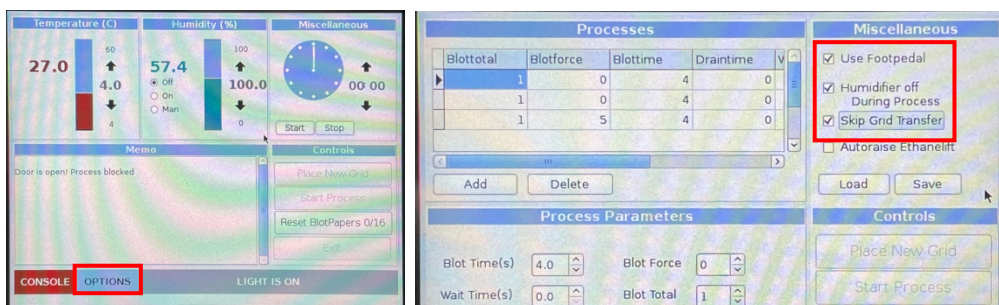 Temperature (C)
Humidity (%)
Miscellaneous
27.0
60
4.0
4
57.4
Off
On
Man
100
100.0
0
00:00
Start
Stop
Memo
Door is open! Process blocked
Controls
Place New Grid
Start Process
Reset BlotPapers 0/16
Exit
CONSOLE
OPTIONS
LIGHT IS ON
Processes
Blottotal Blotforce Blottime Draintime
1 0 4 0
1 0 4 0
1 5 4 0
Add
Delete
Miscellaneous
Use Footpedal
Humidifier off
During Process
Skip Grid Transfer
Autoraise Ethanelift
Load
Save
Process Parameters
Blot Time(s) 4.0
Blot Force 0
Wait Time(s) 0.0
Blot Total 1
Controls
Place New Grid
Start Process